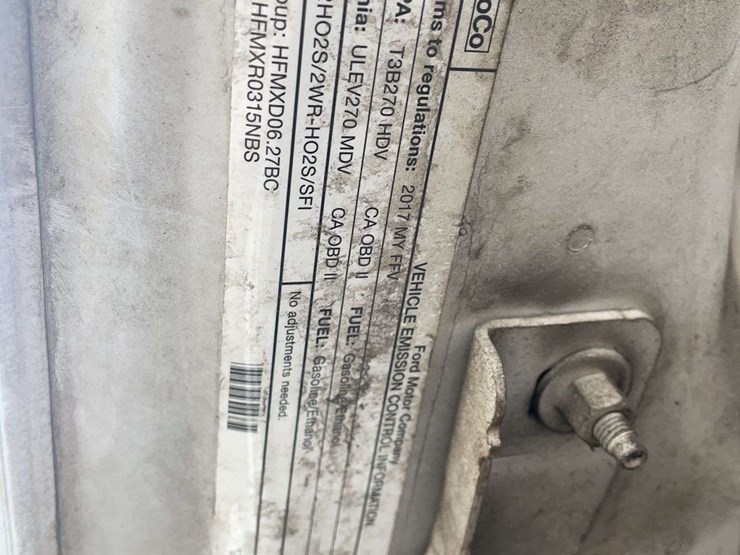 oCo
Ford Motor Company
VEHICLE EMISSION CONTROL INFORMATION
ms to regulations: 2017 MY FFV
PA: T3B270 HDV CA OBD II FUEL: Gasoline/Ethanol
nia: ULEV270 MDV CA OBD II FUEL: Gasoline/Ethanol
HO2S/2WR-HO2S/SFI No adjustments needed.
oup: HFMXD06.27BC
HFMXR0315NBS